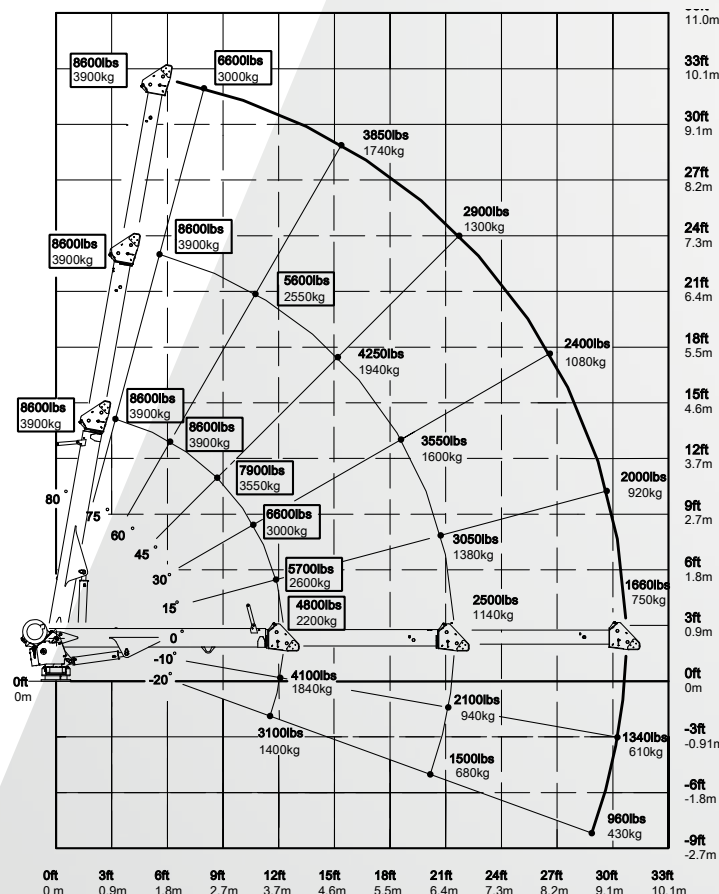 11.0m
33ft
10.1m
30ft
9.1m
27ft
8.2m
24ft
7.3m
21ft
6.4m
18ft
5.5m
15ft
4.6m
12ft
3.7m
9ft
2.7m
6ft
1.8m
3ft
0.9m
0ft
0m
-3ft
-0.91m
-6ft
-1.8m
-9ft
-2.7m
8600lbs
3900kg
6600lbs
3000kg
3850lbs
1740kg
2900lbs
1300kg
2400lbs
1080kg
2000lbs
920kg
1660lbs
750kg
1340lbs
610kg
960lbs
430kg
8600lbs
3900kg
8600lbs
3900kg
5600lbs
2550kg
4250lbs
1940kg
3550lbs
1600kg
3050lbs
1380kg
2500lbs
1140kg
2100lbs
940kg
1500lbs
680kg
8600lbs
3900kg
8600lbs
3900kg
8600lbs
3900kg
7900lbs
3550kg
6600lbs
3000kg
5700lbs
2600kg
4800lbs
2200kg
4100lbs
1840kg
3100lbs
1400kg
80°
75°
60°
45°
30°
15°
0°
-10°
-20°
0ft
0m
0ft 3ft 6ft 9ft 12ft 15ft 18ft 21ft 24ft 27ft 30ft 33ft
0 m 0.9m 1.8m 2.7m 3.7m 4.6m 5.5m 6.4m 7.3m 8.2m 9.1m 10.1m